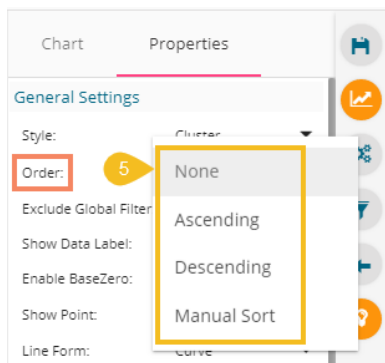 Chart Properties
General Settings
Style: Cluster
Order: 5 None
Exclude Global Filter
Ascending
Show Data Label:
Descending
Enable BaseZero:
Show Point: Manual Sort
Line Form: Curve